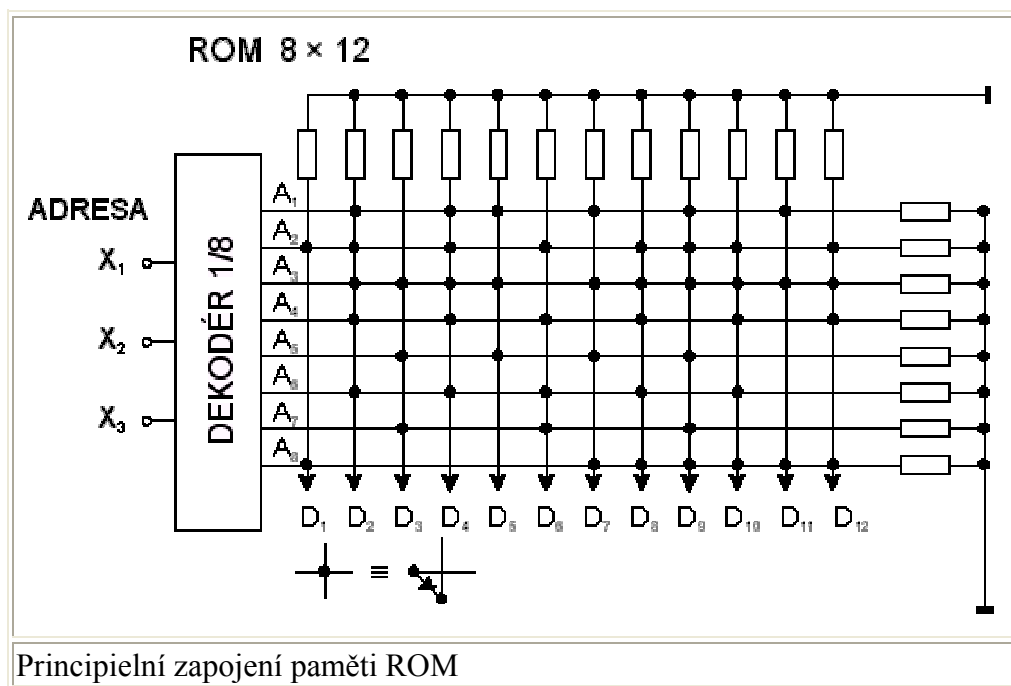 ROM 8 × 12
ADRESA
X₁
X₂
X₃
DEKODÉR 1/8
A₁
A₂
A₃
A₄
A₅
A₆
A₇
A₈
D₁ D₂ D₃ D₄ D₅ D₆ D₇ D₈ D₉ D₁₀ D₁₁ D₁₂
≡
Principielní zapojení paměti ROM